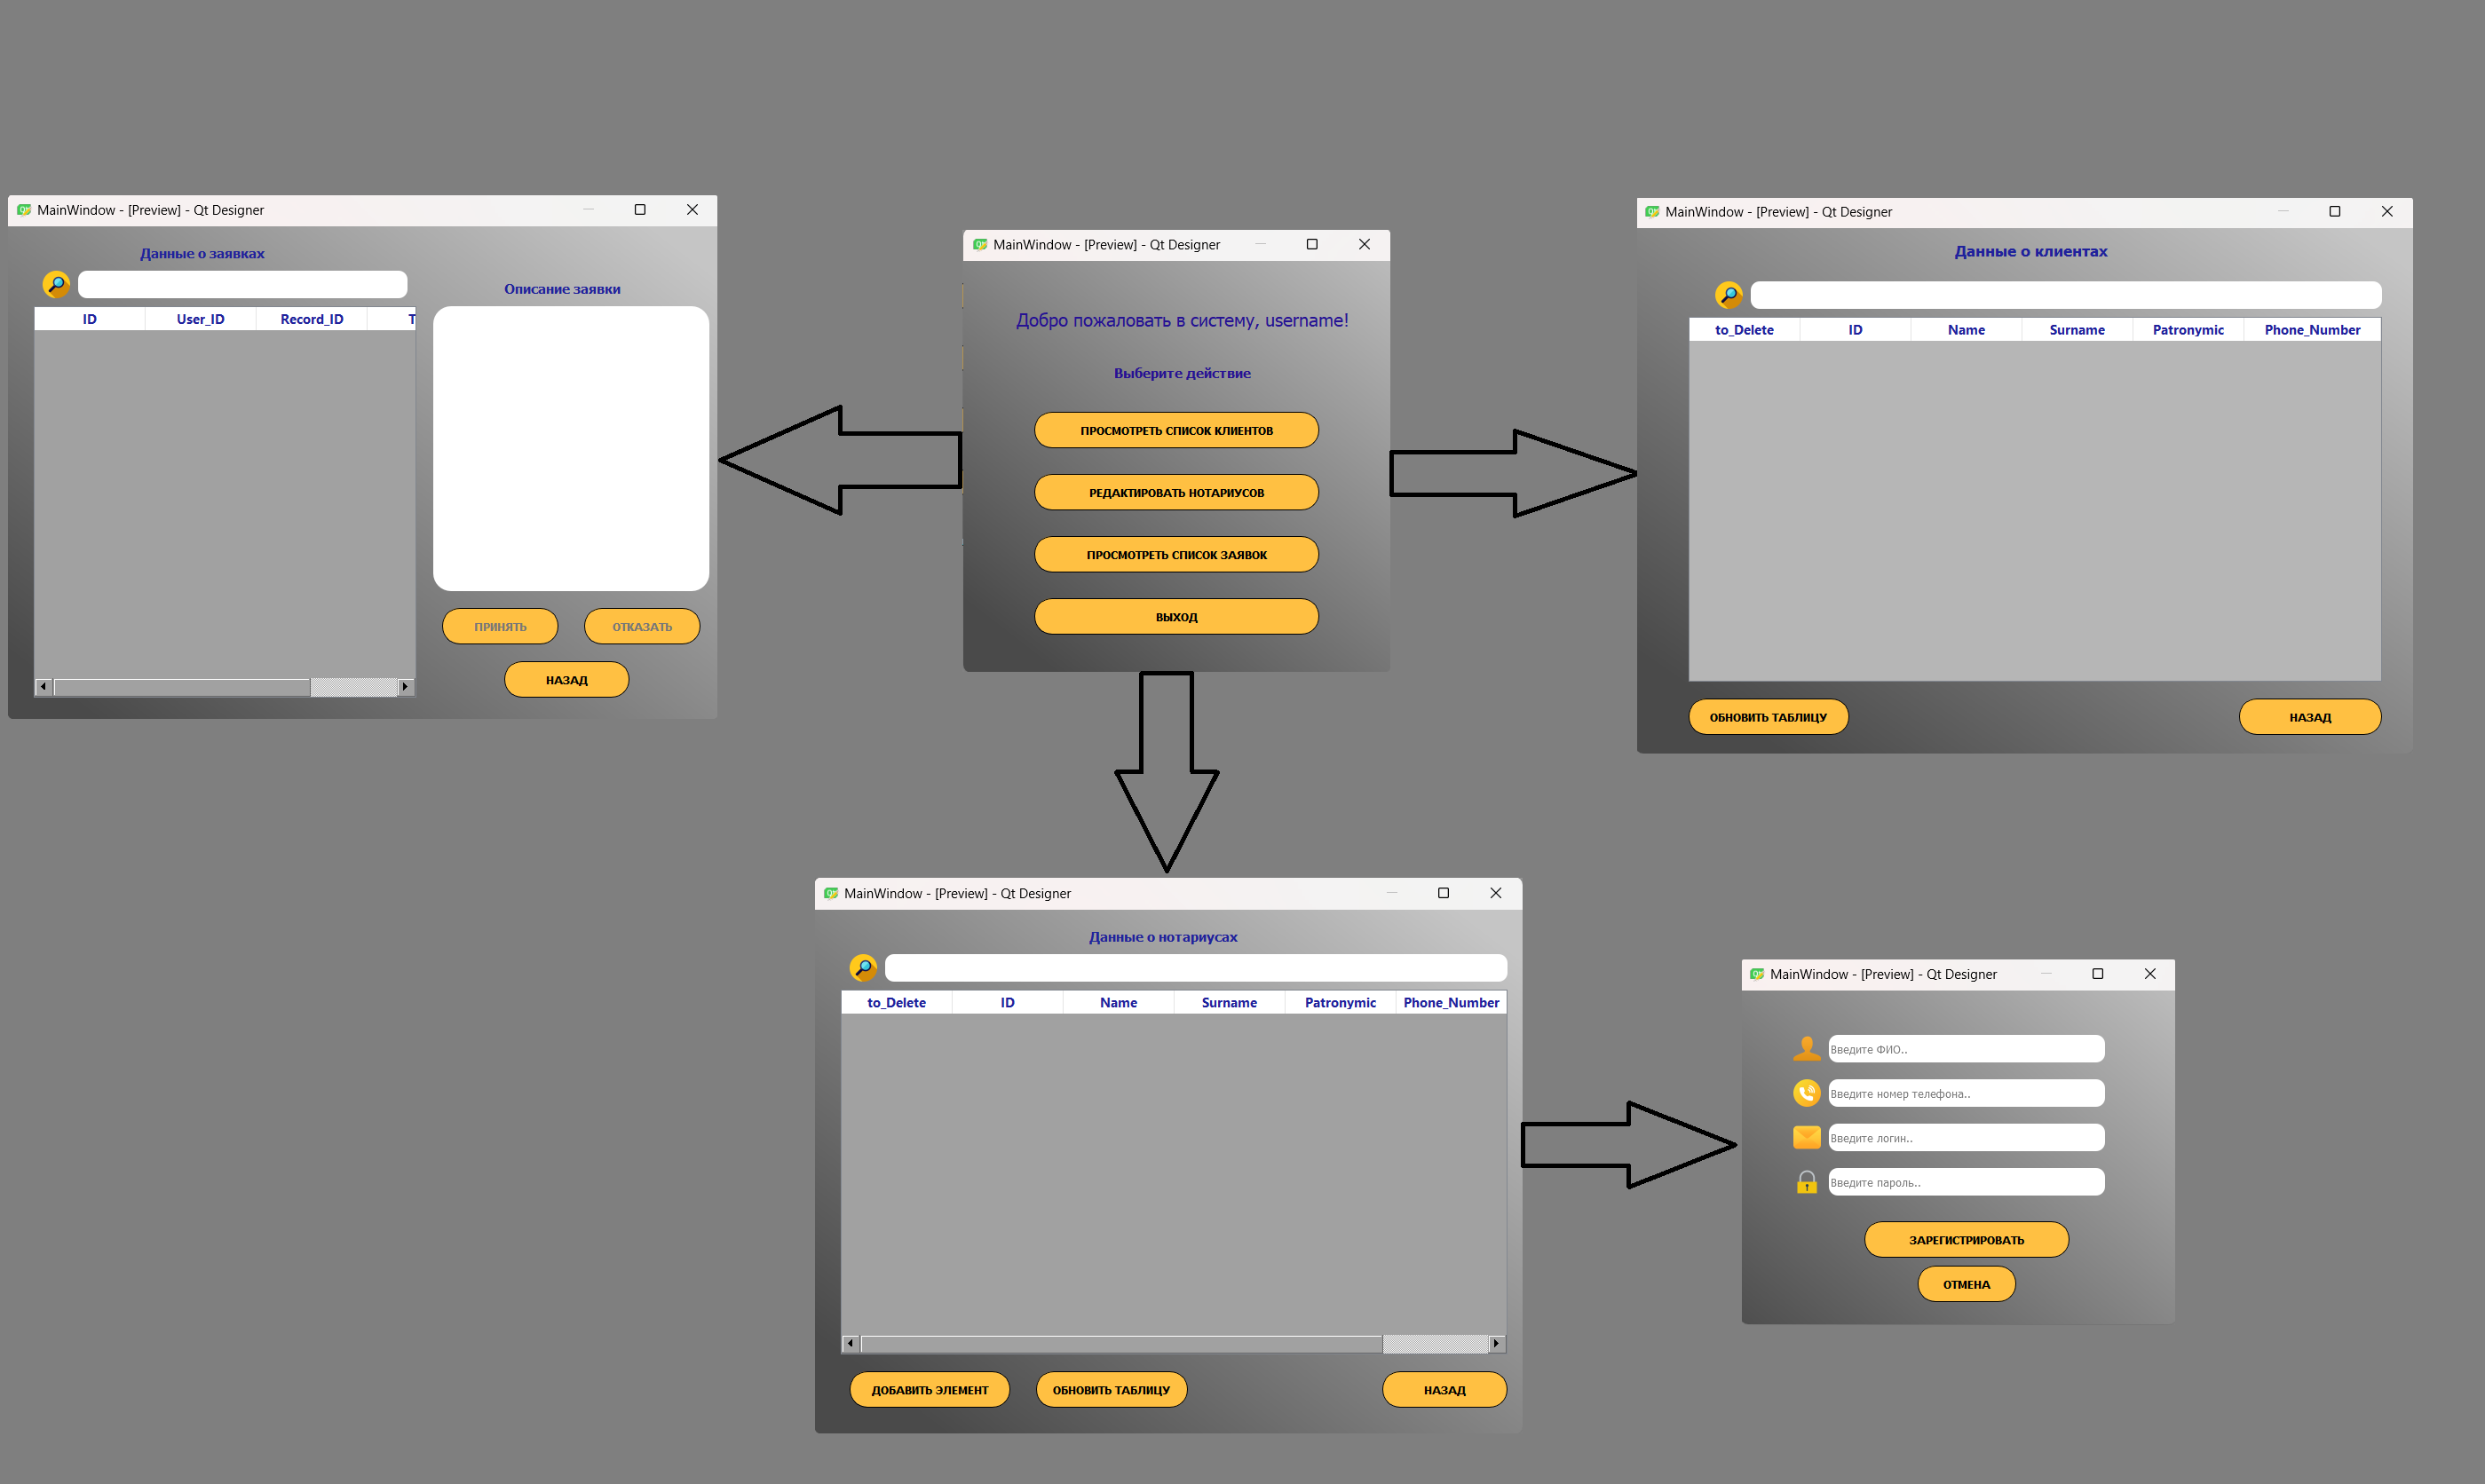 MainWindow - [Preview] - Qt Designer
Данные о заявках
Описание заявки
ID User_ID Record_ID T
ПРИНЯТЬ ОТКАЗАТЬ
НАЗАД
MainWindow - [Preview] - Qt Designer
Добро пожаловать в систему, username!
Выберите действие
ПРОСМОТРЕТЬ СПИСОК КЛИЕНТОВ
РЕДАКТИРОВАТЬ НОТАРИУСОВ
ПРОСМОТРЕТЬ СПИСОК ЗАЯВОК
ВЫХОД
MainWindow - [Preview] - Qt Designer
Данные о клиентах
to_Delete ID Name Surname Patronymic Phone_Number
ОБНОВИТЬ ТАБЛИЦУ НАЗАД
MainWindow - [Preview] - Qt Designer
Данные о нотариусах
to_Delete ID Name Surname Patronymic Phone_Number
ДОБАВИТЬ ЭЛЕМЕНТ ОБНОВИТЬ ТАБЛИЦУ НАЗАД
MainWindow - [Preview] - Qt Designer
Введите ФИО..
Введите номер телефона..
Введите логин..
Введите пароль..
ЗАРЕГИСТРИРОВАТЬ
ОТМЕНА